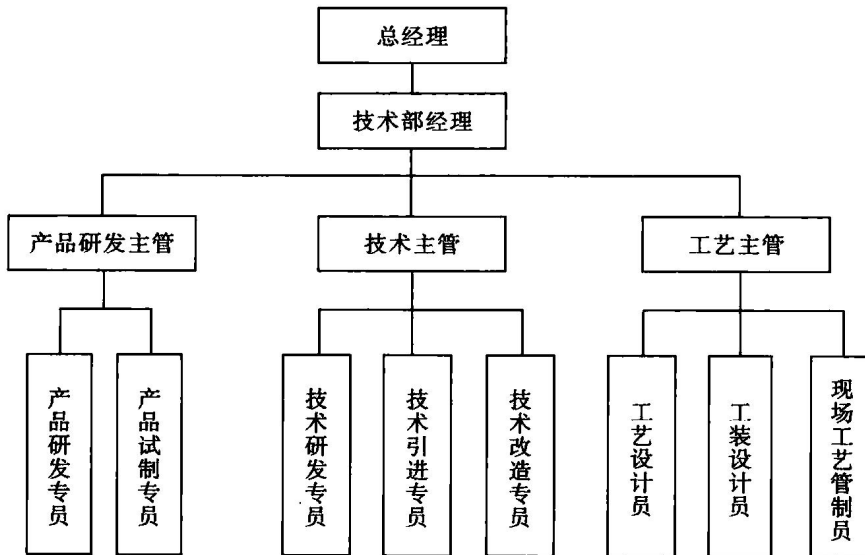 总经理
技术部经理
产品研发主管
技术主管
工艺主管
产品研发专员
产品试制专员
技术研发专员
技术引进专员
技术改造专员
工艺设计员
工装设计员
现场工艺管制员